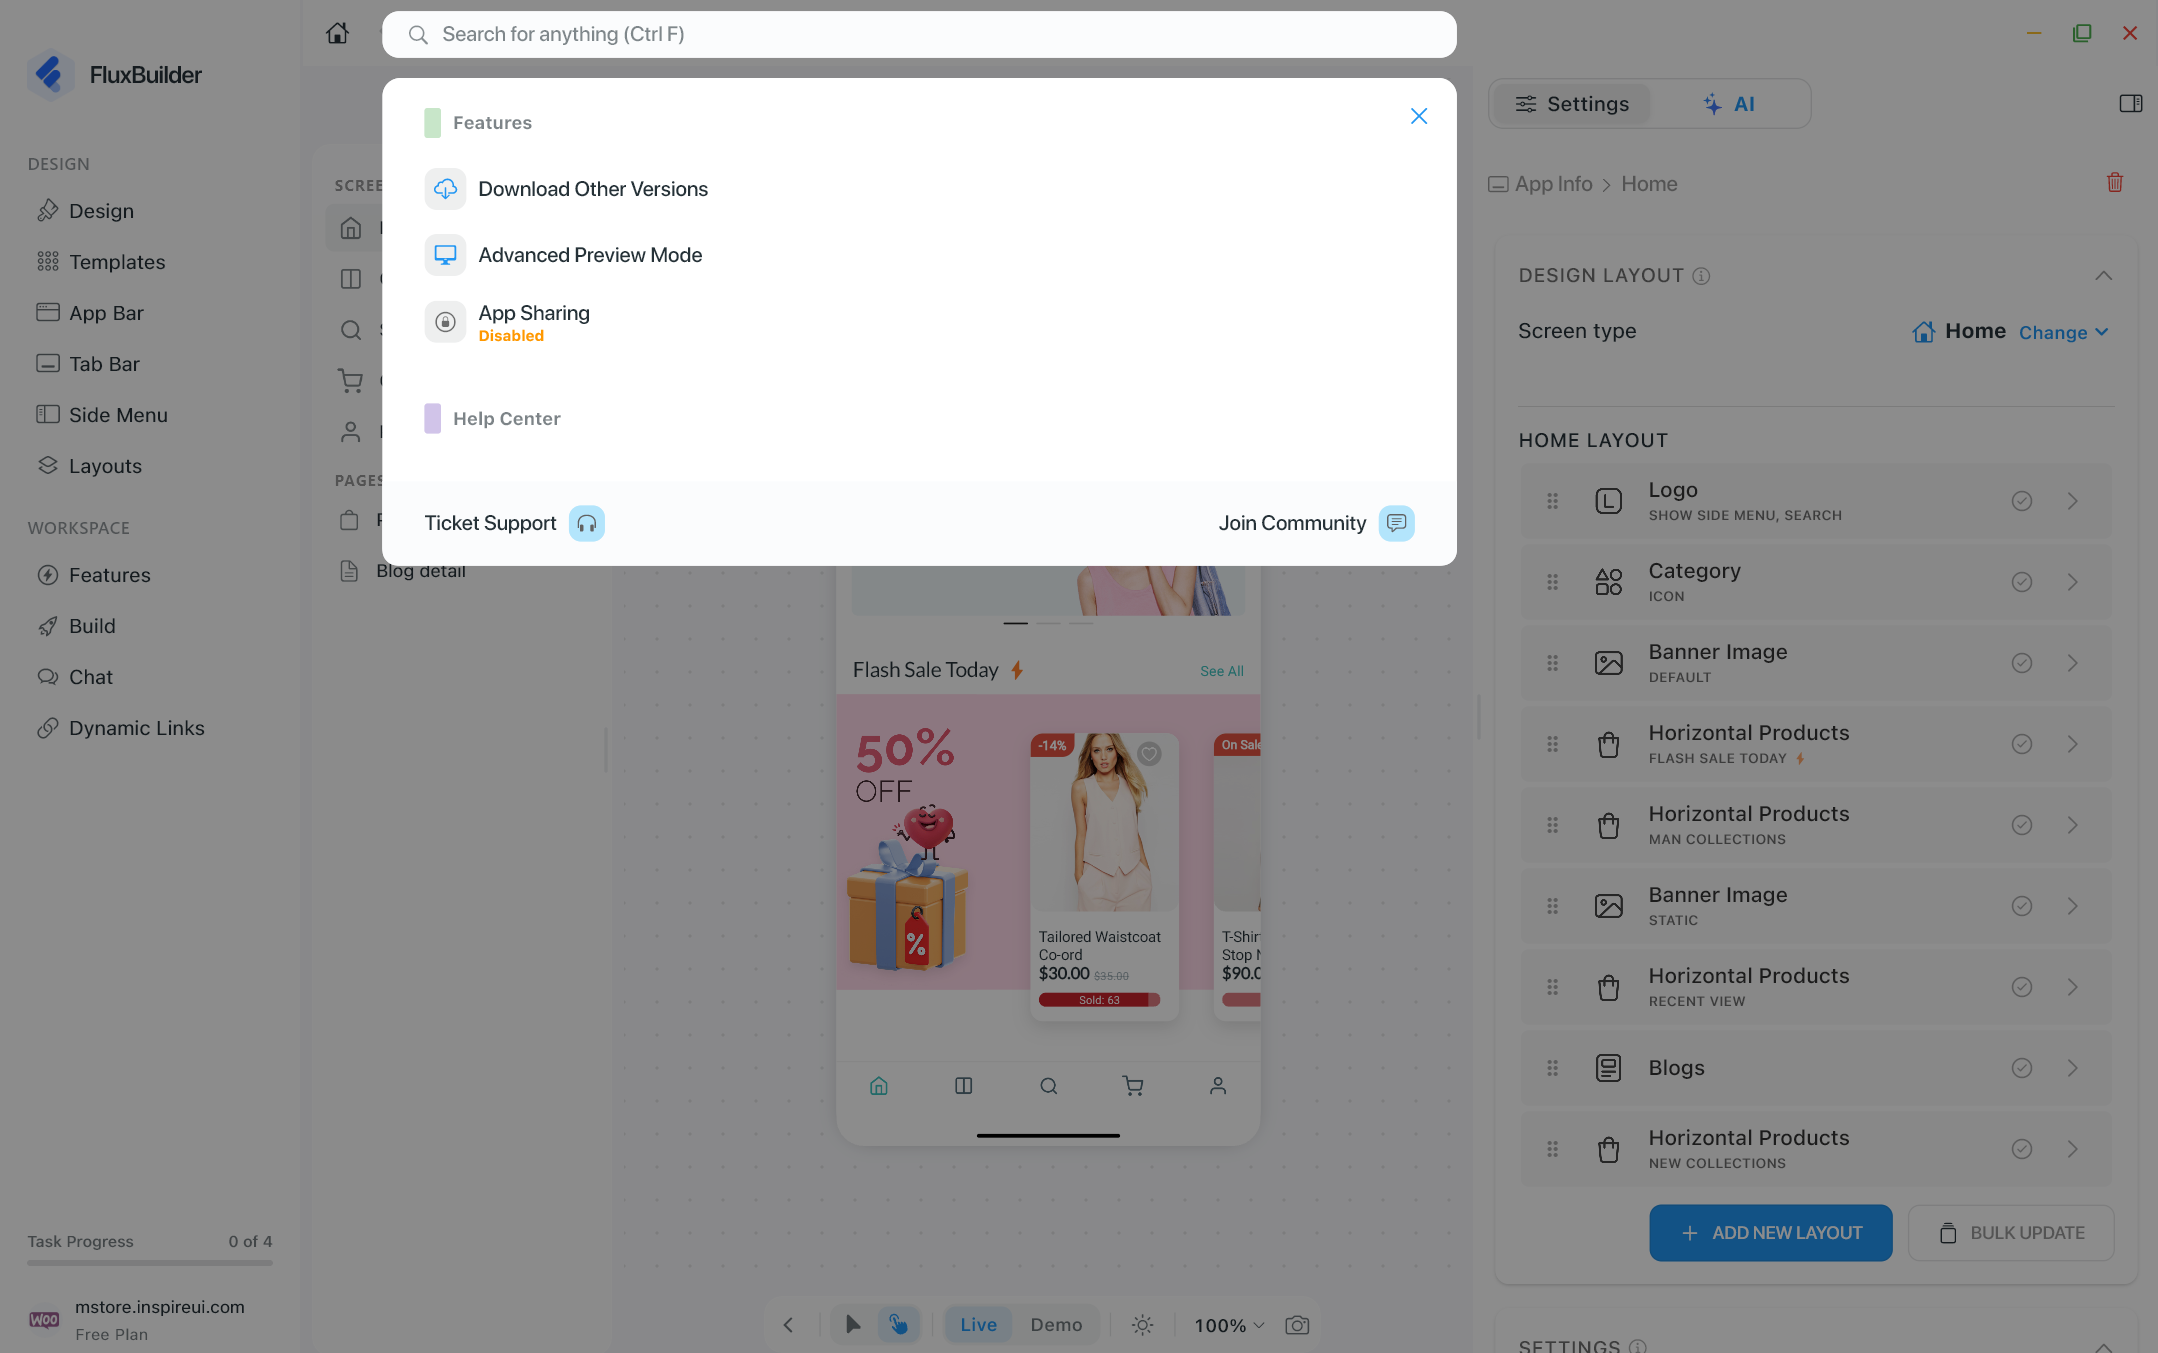 FluxBuilder
DESIGN
Design
Templates
App Bar
Tab Bar
Side Menu
Layouts
WORKSPACE
Features
Build
Chat
Dynamic Links
Task Progress
0 of 4
Woo
mstore.inspireui.com
Free Plan
PAGES
Blog detail
Search for anything (Ctrl F)
Features
Download Other Versions
Advanced Preview Mode
App Sharing
Disabled
Help Center
Ticket Support
Join Community
Flash Sale Today
See All
50%
OFF
%
-14%
Tailored Waistcoat
Co-ord
$30.00 $35.00
Sold: 63
On Sale
Stop
Live
Demo
100%
Settings
AI
App Info > Home
DESIGN LAYOUT
Screen type
Home
Change
HOME LAYOUT
Logo
SHOW SIDE MENU, SEARCH
Category
ICON
Banner Image
DEFAULT
Horizontal Products
FLASH SALE TODAY
Horizontal Products
MAN COLLECTIONS
Banner Image
STATIC
Horizontal Products
RECENT VIEW
Blogs
Horizontal Products
NEW COLLECTIONS
ADD NEW LAYOUT
BULK UPDATE
SETTINGS